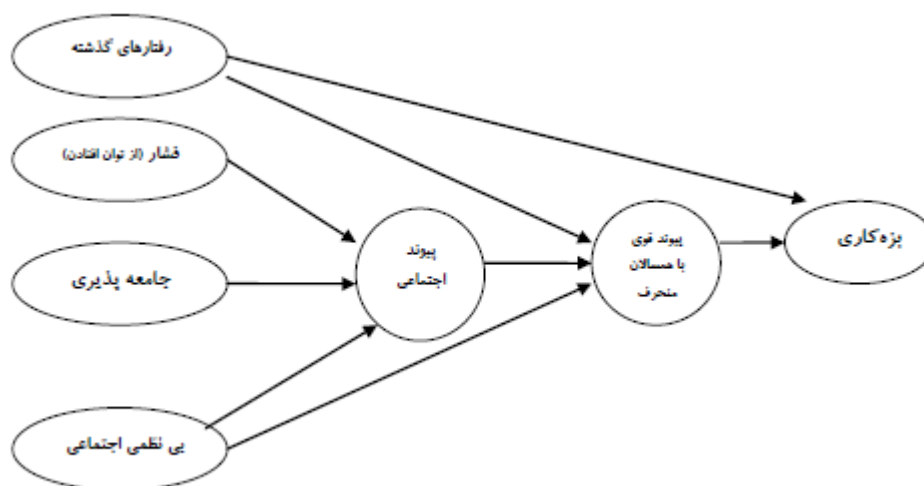 رفتارهای گذشته
فشار (از توان افتادن)
جامعه پذیری
بی نظمی اجتماعی
پیوند
اجتماعی
پیوند قوی
با همسالان
منحرف
بزه‌کاری